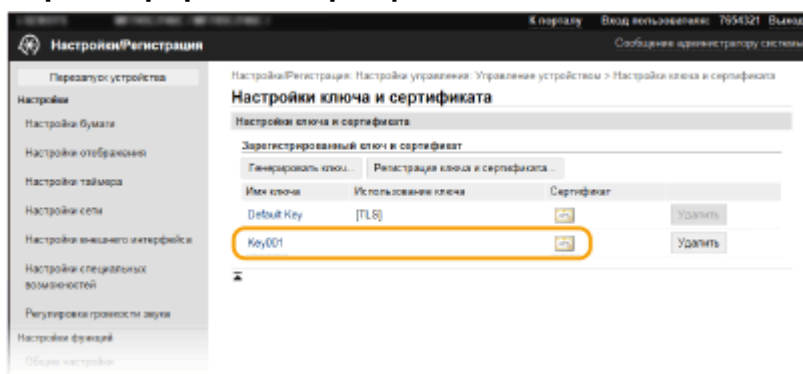 К порталу Вход пользователя: 7654321 Выход
Настройки/Регистрация
Сообщение администратору системы
Перезапуск устройства
Настройки
Настройки бумаги
Настройки отображения
Настройки таймера
Настройки сети
Настройки внешнего интерфейса
Настройки специальных
возможностей
Регулировка громкости звука
Настройки функций
Общие настройки
Настройка/Регистрация: Настройки управления: Управление устройством > Настройки ключа и сертификата
Настройки ключа и сертификата
Настройки ключа и сертификата
Зарегистрированный ключ и сертификат
Генерировать ключ... Регистрация ключа и сертификата...
Имя ключа Использование ключа Сертификат
Default Key [TLS] Удалить
Key001 Удалить